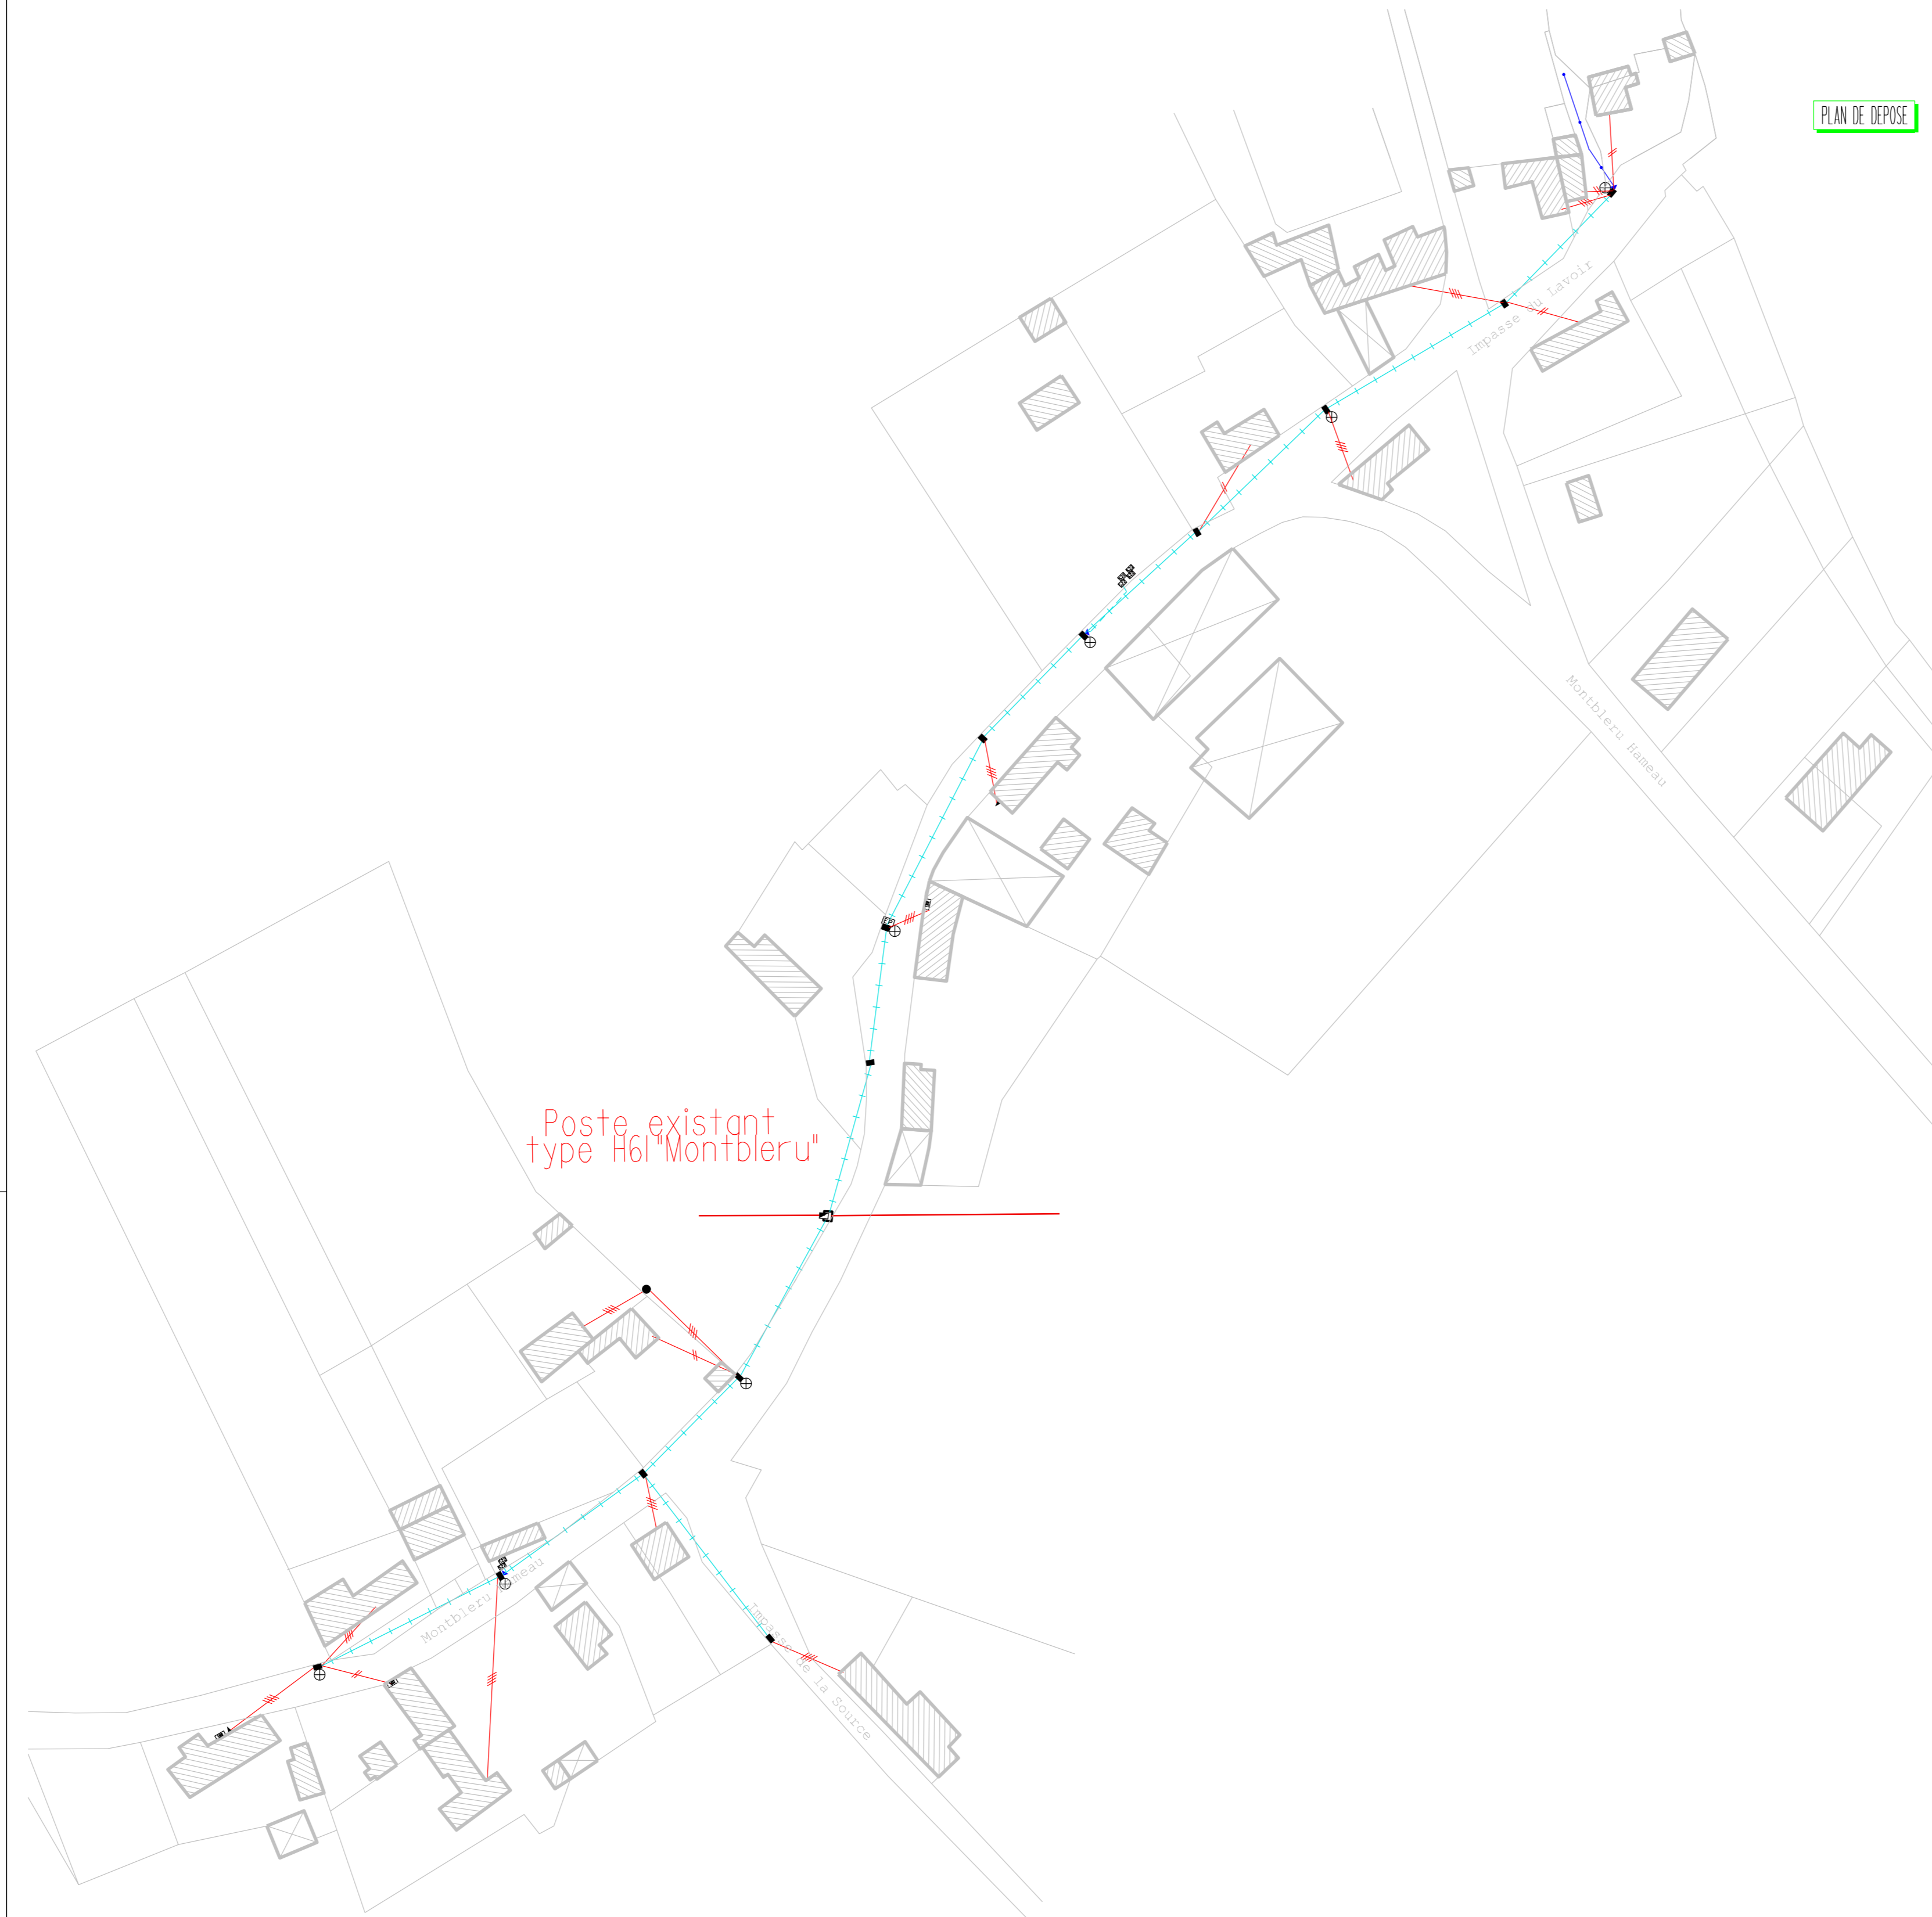 PLAN DE DEPOSE
Impasse du Lavoir
Montbleru Hameau
Poste existant
type H61"Montbleru"
Montbleru Hameau
Impasse de la Source